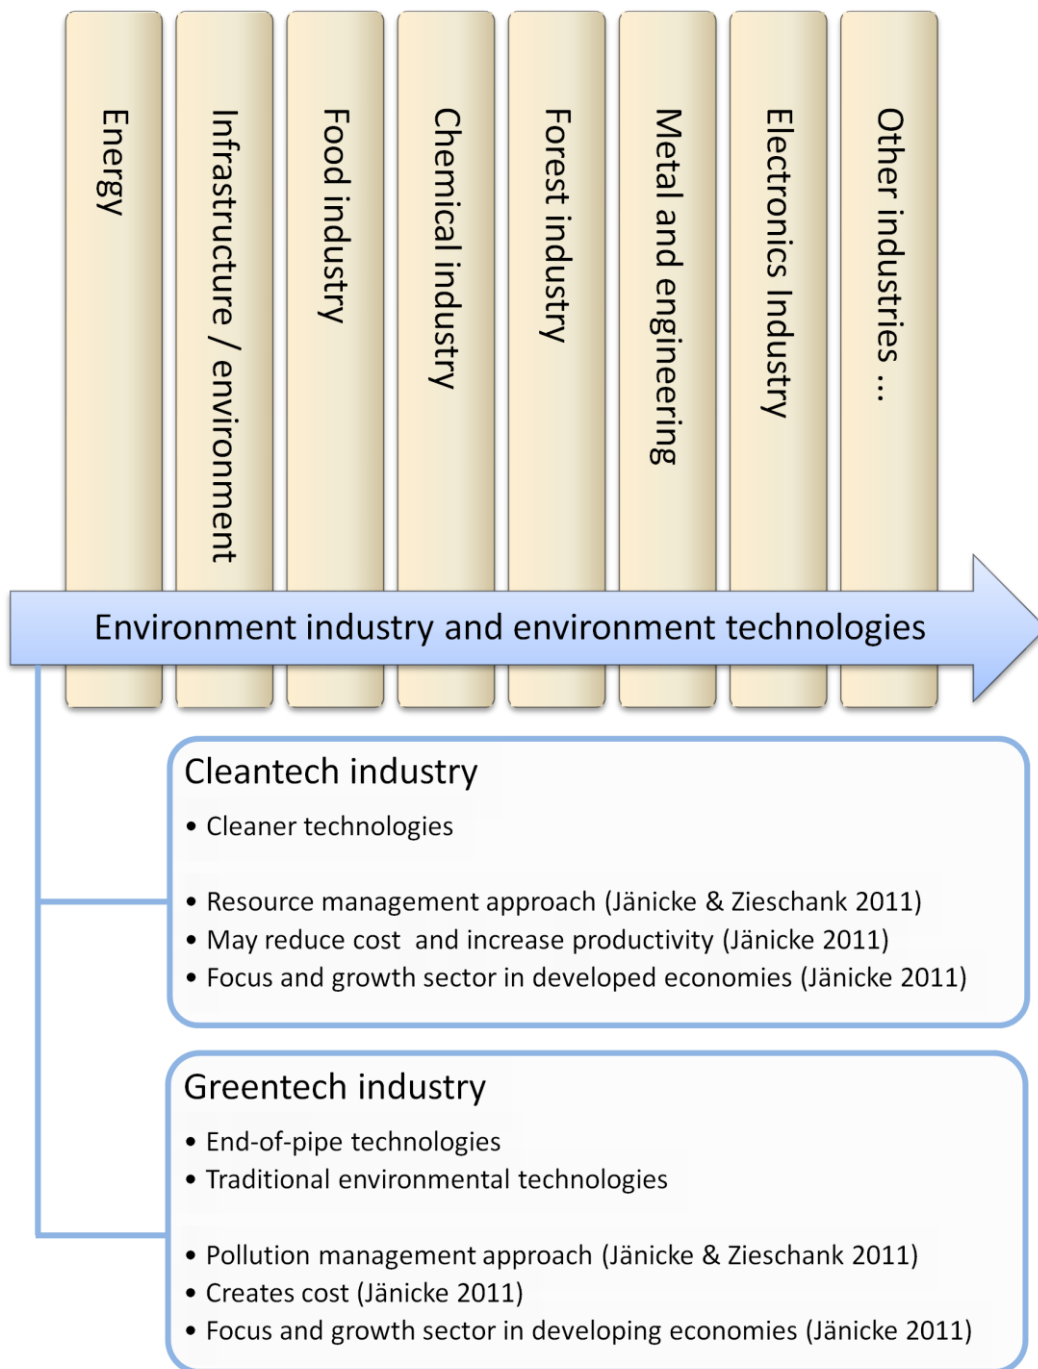 Energy
Infrastructure / environment
Food industry
Chemical industry
Forest industry
Metal and engineering
Electronics Industry
Other industries ...
Environment industry and environment technologies
Cleantech industry
• Cleaner technologies
• Resource management approach (Jänicke & Zieschank 2011)
• May reduce cost and increase productivity (Jänicke 2011)
• Focus and growth sector in developed economies (Jänicke 2011)
Greentech industry
• End-of-pipe technologies
• Traditional environmental technologies
• Pollution management approach (Jänicke & Zieschank 2011)
• Creates cost (Jänicke 2011)
• Focus and growth sector in developing economies (Jänicke 2011)